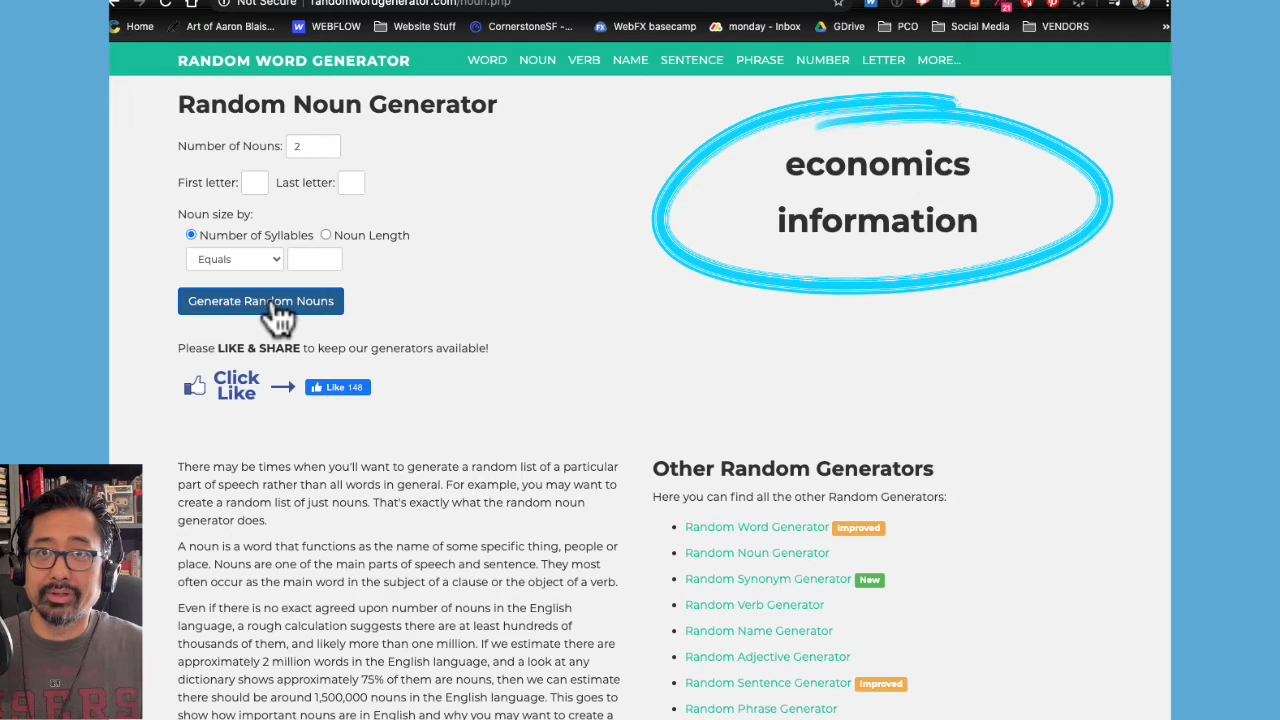 Not Secure
randomwordgenerator.com/noun.php
21
Home Art of Aaron Blais... WEBFLOW Website Stuff CornerstoneSF -... WebFX basecamp monday - Inbox GDrive PCO Social Media VENDORS »
RANDOM WORD GENERATOR WORD NOUN VERB NAME SENTENCE PHRASE NUMBER LETTER MORE...
Random Noun Generator
Number of Nouns: 2
First letter: Last letter:
Noun size by:
Number of Syllables Noun Length
Equals
Generate Random Nouns
economics
information
Please LIKE & SHARE to keep our generators available!
Click
Like
Like 148
There may be times when you'll want to generate a random list of a particular
part of speech rather than all words in general. For example, you may want to
create a random list of just nouns. That's exactly what the random noun
generator does.
A noun is a word that functions as the name of some specific thing, people or
place. Nouns are one of the main parts of speech and sentence. They most
often occur as the main word in the subject of a clause or the object of a verb.
Even if there is no exact agreed upon number of nouns in the English
language, a rough calculation suggests there are at least hundreds of
thousands of them, and likely more than one million. If we estimate there are
approximately 2 million words in the English language, and a look at any
dictionary shows approximately 75% of them are nouns, then we can estimate
there should be around 1,500,000 nouns in the English language. This goes to
show how important nouns are in English and why you may want to create a
Other Random Generators
Here you can find all the other Random Generators:
Random Word Generator Improved
Random Noun Generator
Random Synonym Generator New
Random Verb Generator
Random Name Generator
Random Adjective Generator
Random Sentence Generator Improved
Random Phrase Generator